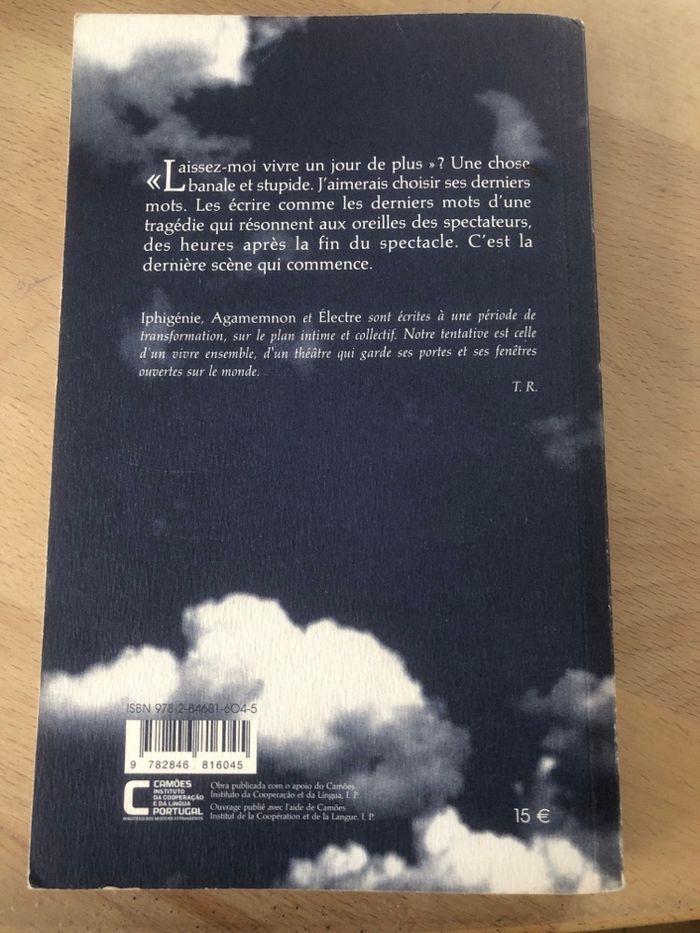 « Laissez-moi vivre un jour de plus » ? Une chose
banale et stupide. J’aimerais choisir ses derniers
mots. Les écrire comme les derniers mots d’une
tragédie qui résonnent aux oreilles des spectateurs,
des heures après la fin du spectacle. C’est la
dernière scène qui commence.
Iphigénie, Agamemnon et Électre sont écrites à une période de
transformation, sur le plan intime et collectif. Notre tentative est celle
d’un vivre ensemble, d’un théâtre qui garde ses portes et ses fenêtres
ouvertes sur le monde.
T. R.
ISBN 978-2-84681-604-5
9 782846 816045
CAMÕES
INSTITUTO
DA COOPERAÇÃO
E DA LÍNGUA
PORTUGAL
MINISTÉRIO DOS NEGÓCIOS ESTRANGEIROS
Obra publicada com o apoio do Camões
Instituto da Cooperação et da Língua, I. P.
Ouvrage publié avec l’aide de Camões
Institut de la Coopération et de la Langue, I. P.
15 €